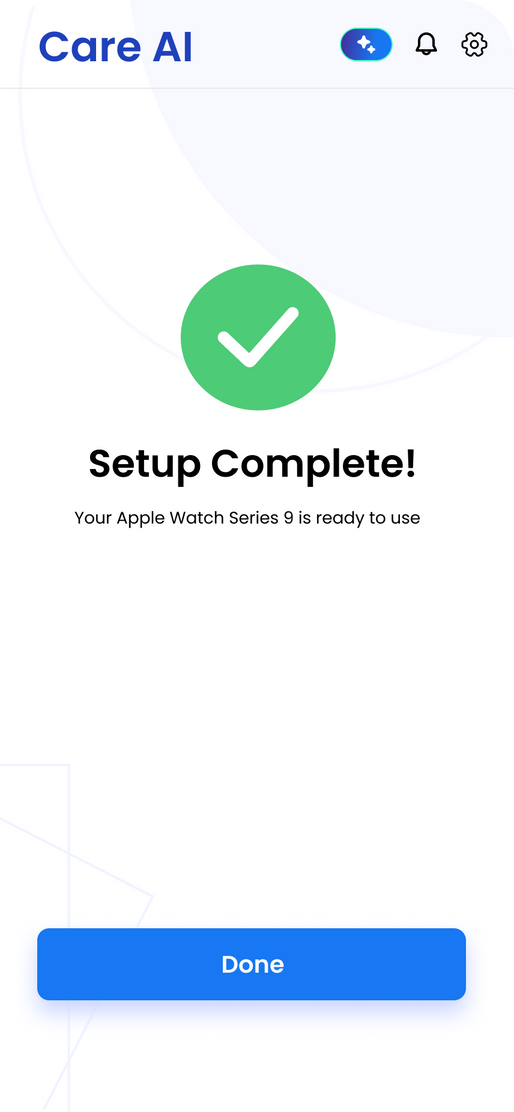 Care AI
Setup Complete!
Your Apple Watch Series 9 is ready to use
Done